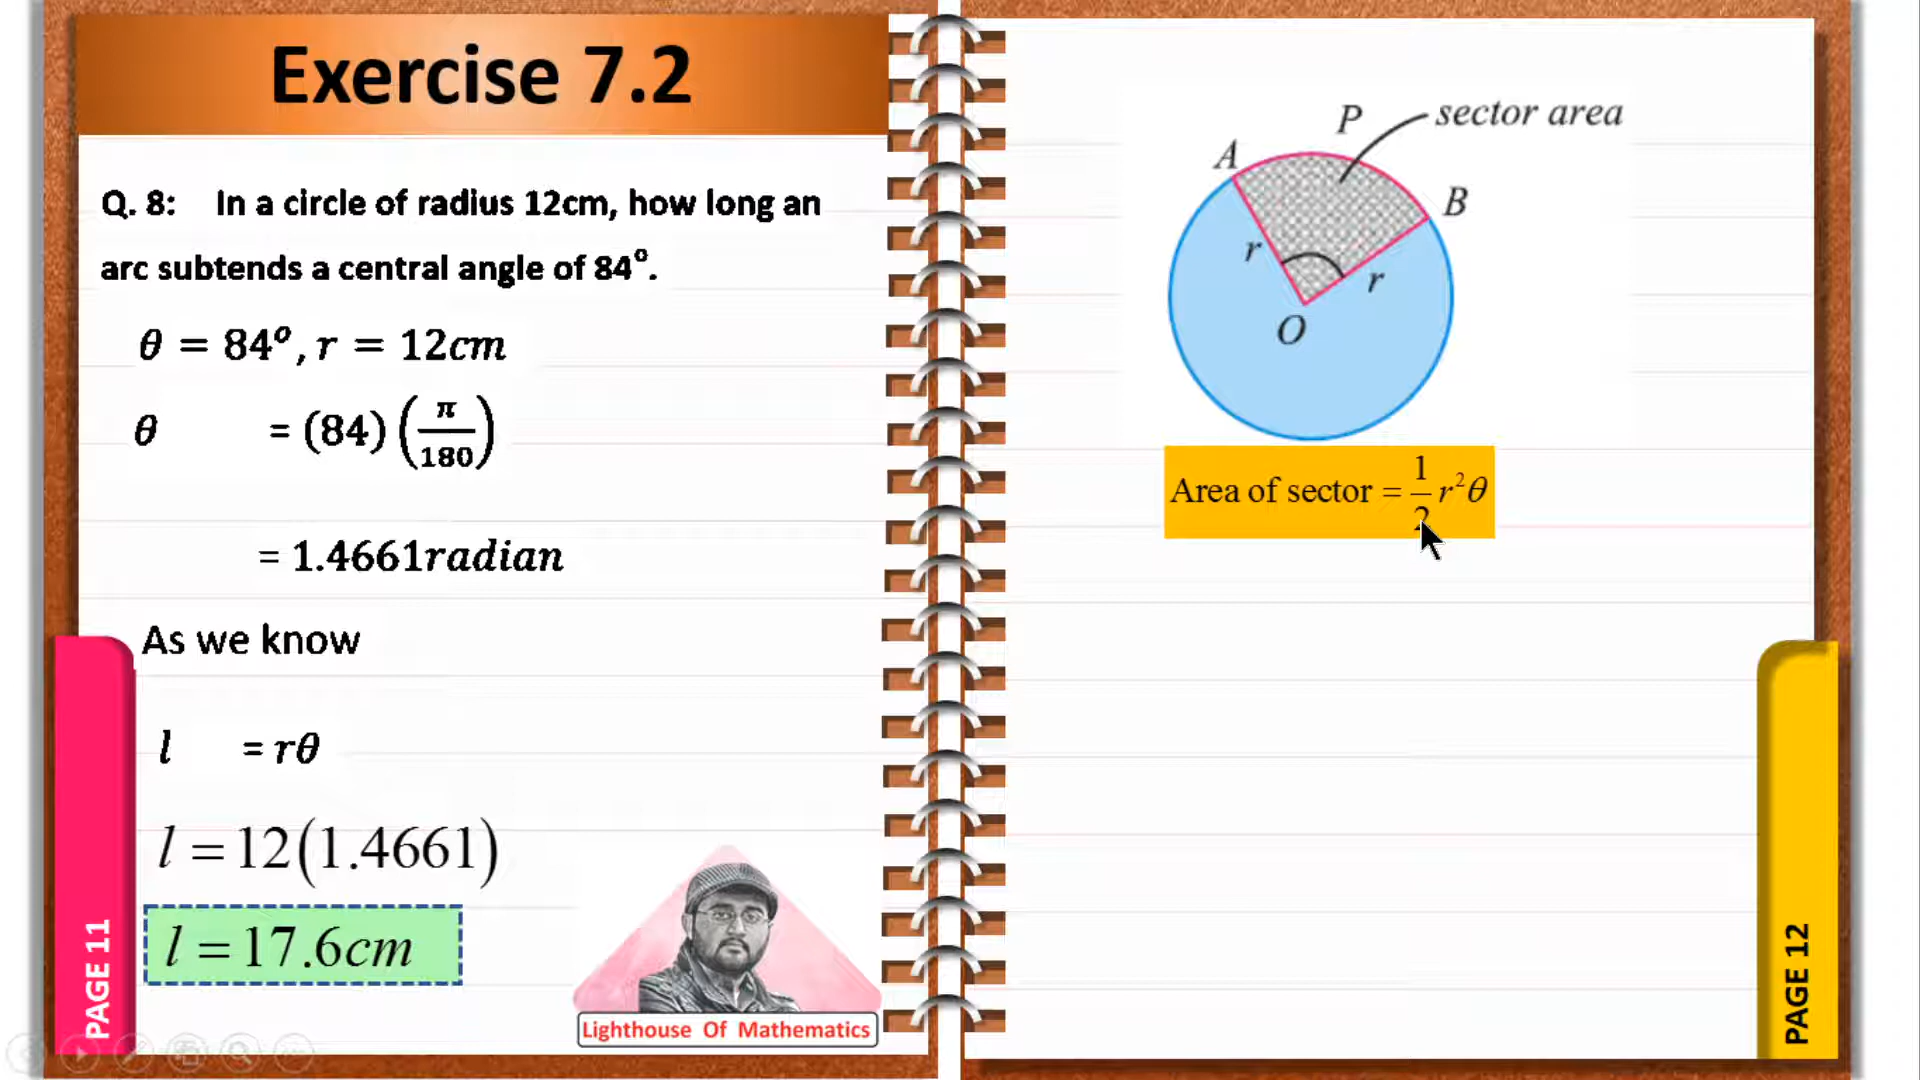 Exercise 7.2
Q. 8: In a circle of radius 12cm, how long an
arc subtends a central angle of 84°.
θ = 84°, r = 12cm
θ = (84)(π/180)
= 1.4661radian
As we know
l = rθ
l = 12(1.4661)
l = 17.6cm
Lighthouse Of Mathematics
PAGE 11
P
sector area
A
B
r
r
O
Area of sector = 1/2 r²θ
PAGE 12